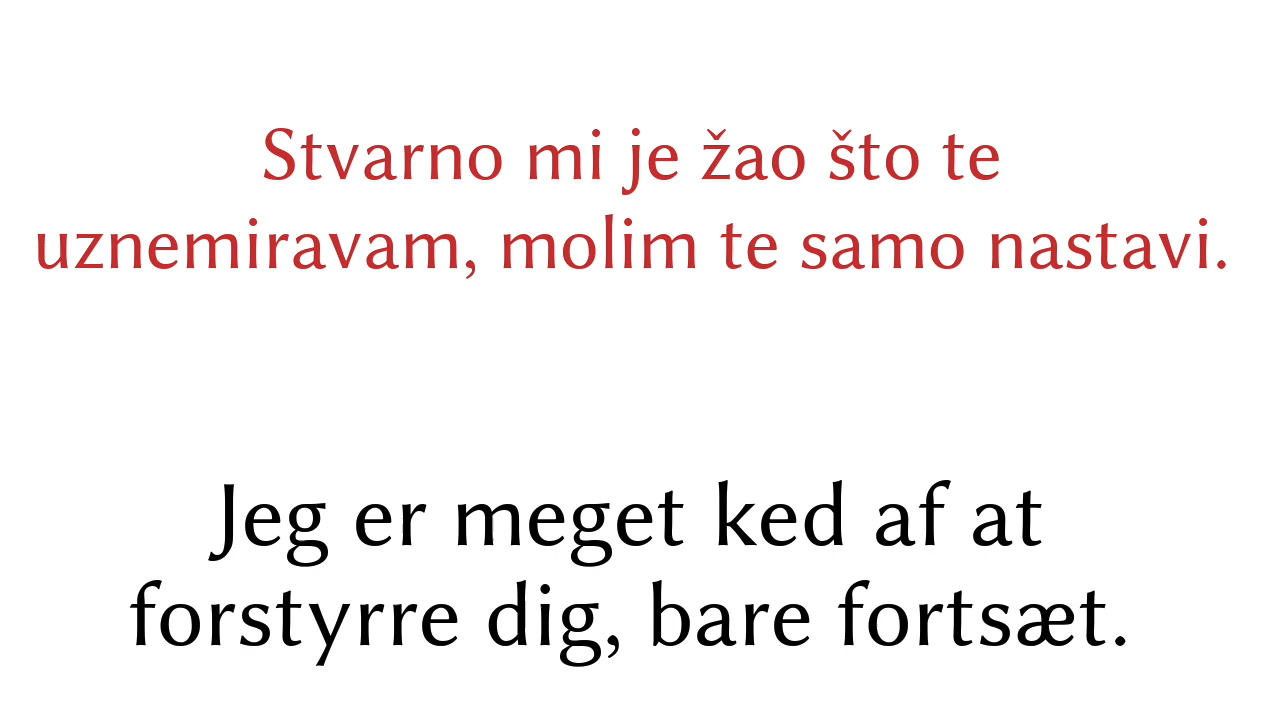 Stvarno mi je žao što te
uznemiravam, molim te samo nastavi.
Jeg er meget ked af at
forstyrre dig, bare fortsæt.